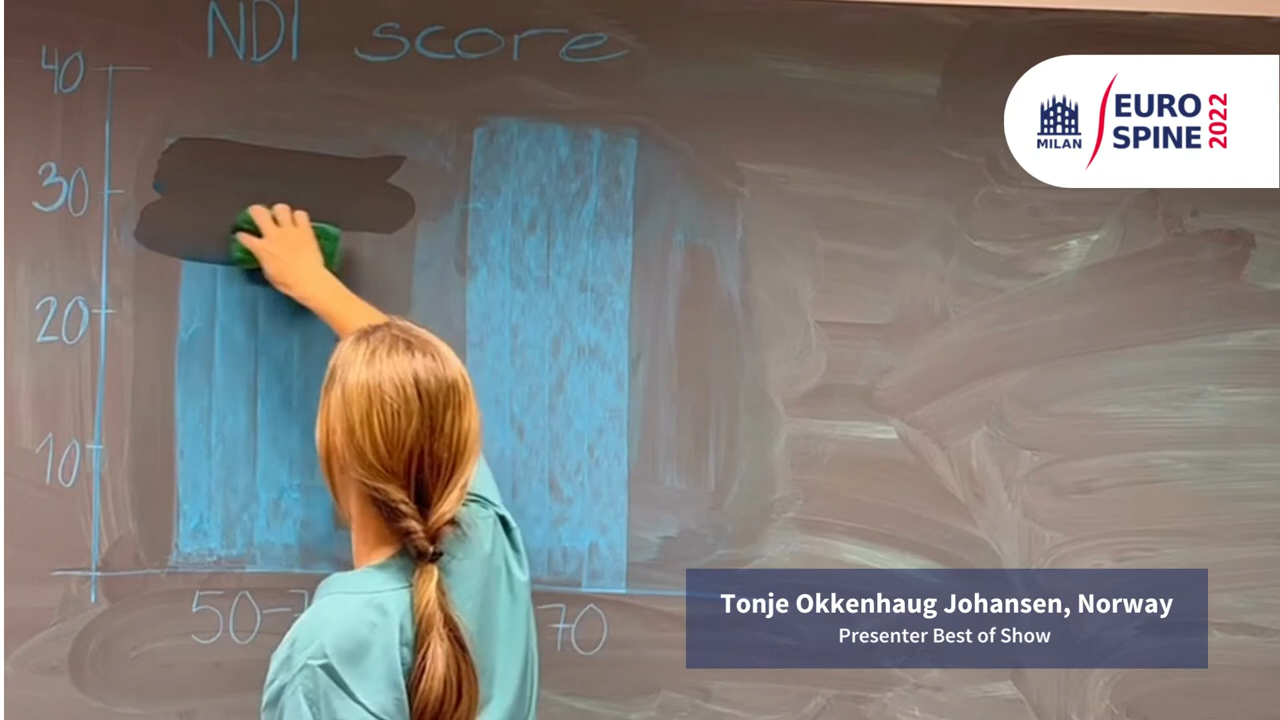 NDI score
40
30
20
10
50-
70
MILAN
EURO
SPINE
2022
Tonje Okkenhaug Johansen, Norway
Presenter Best of Show